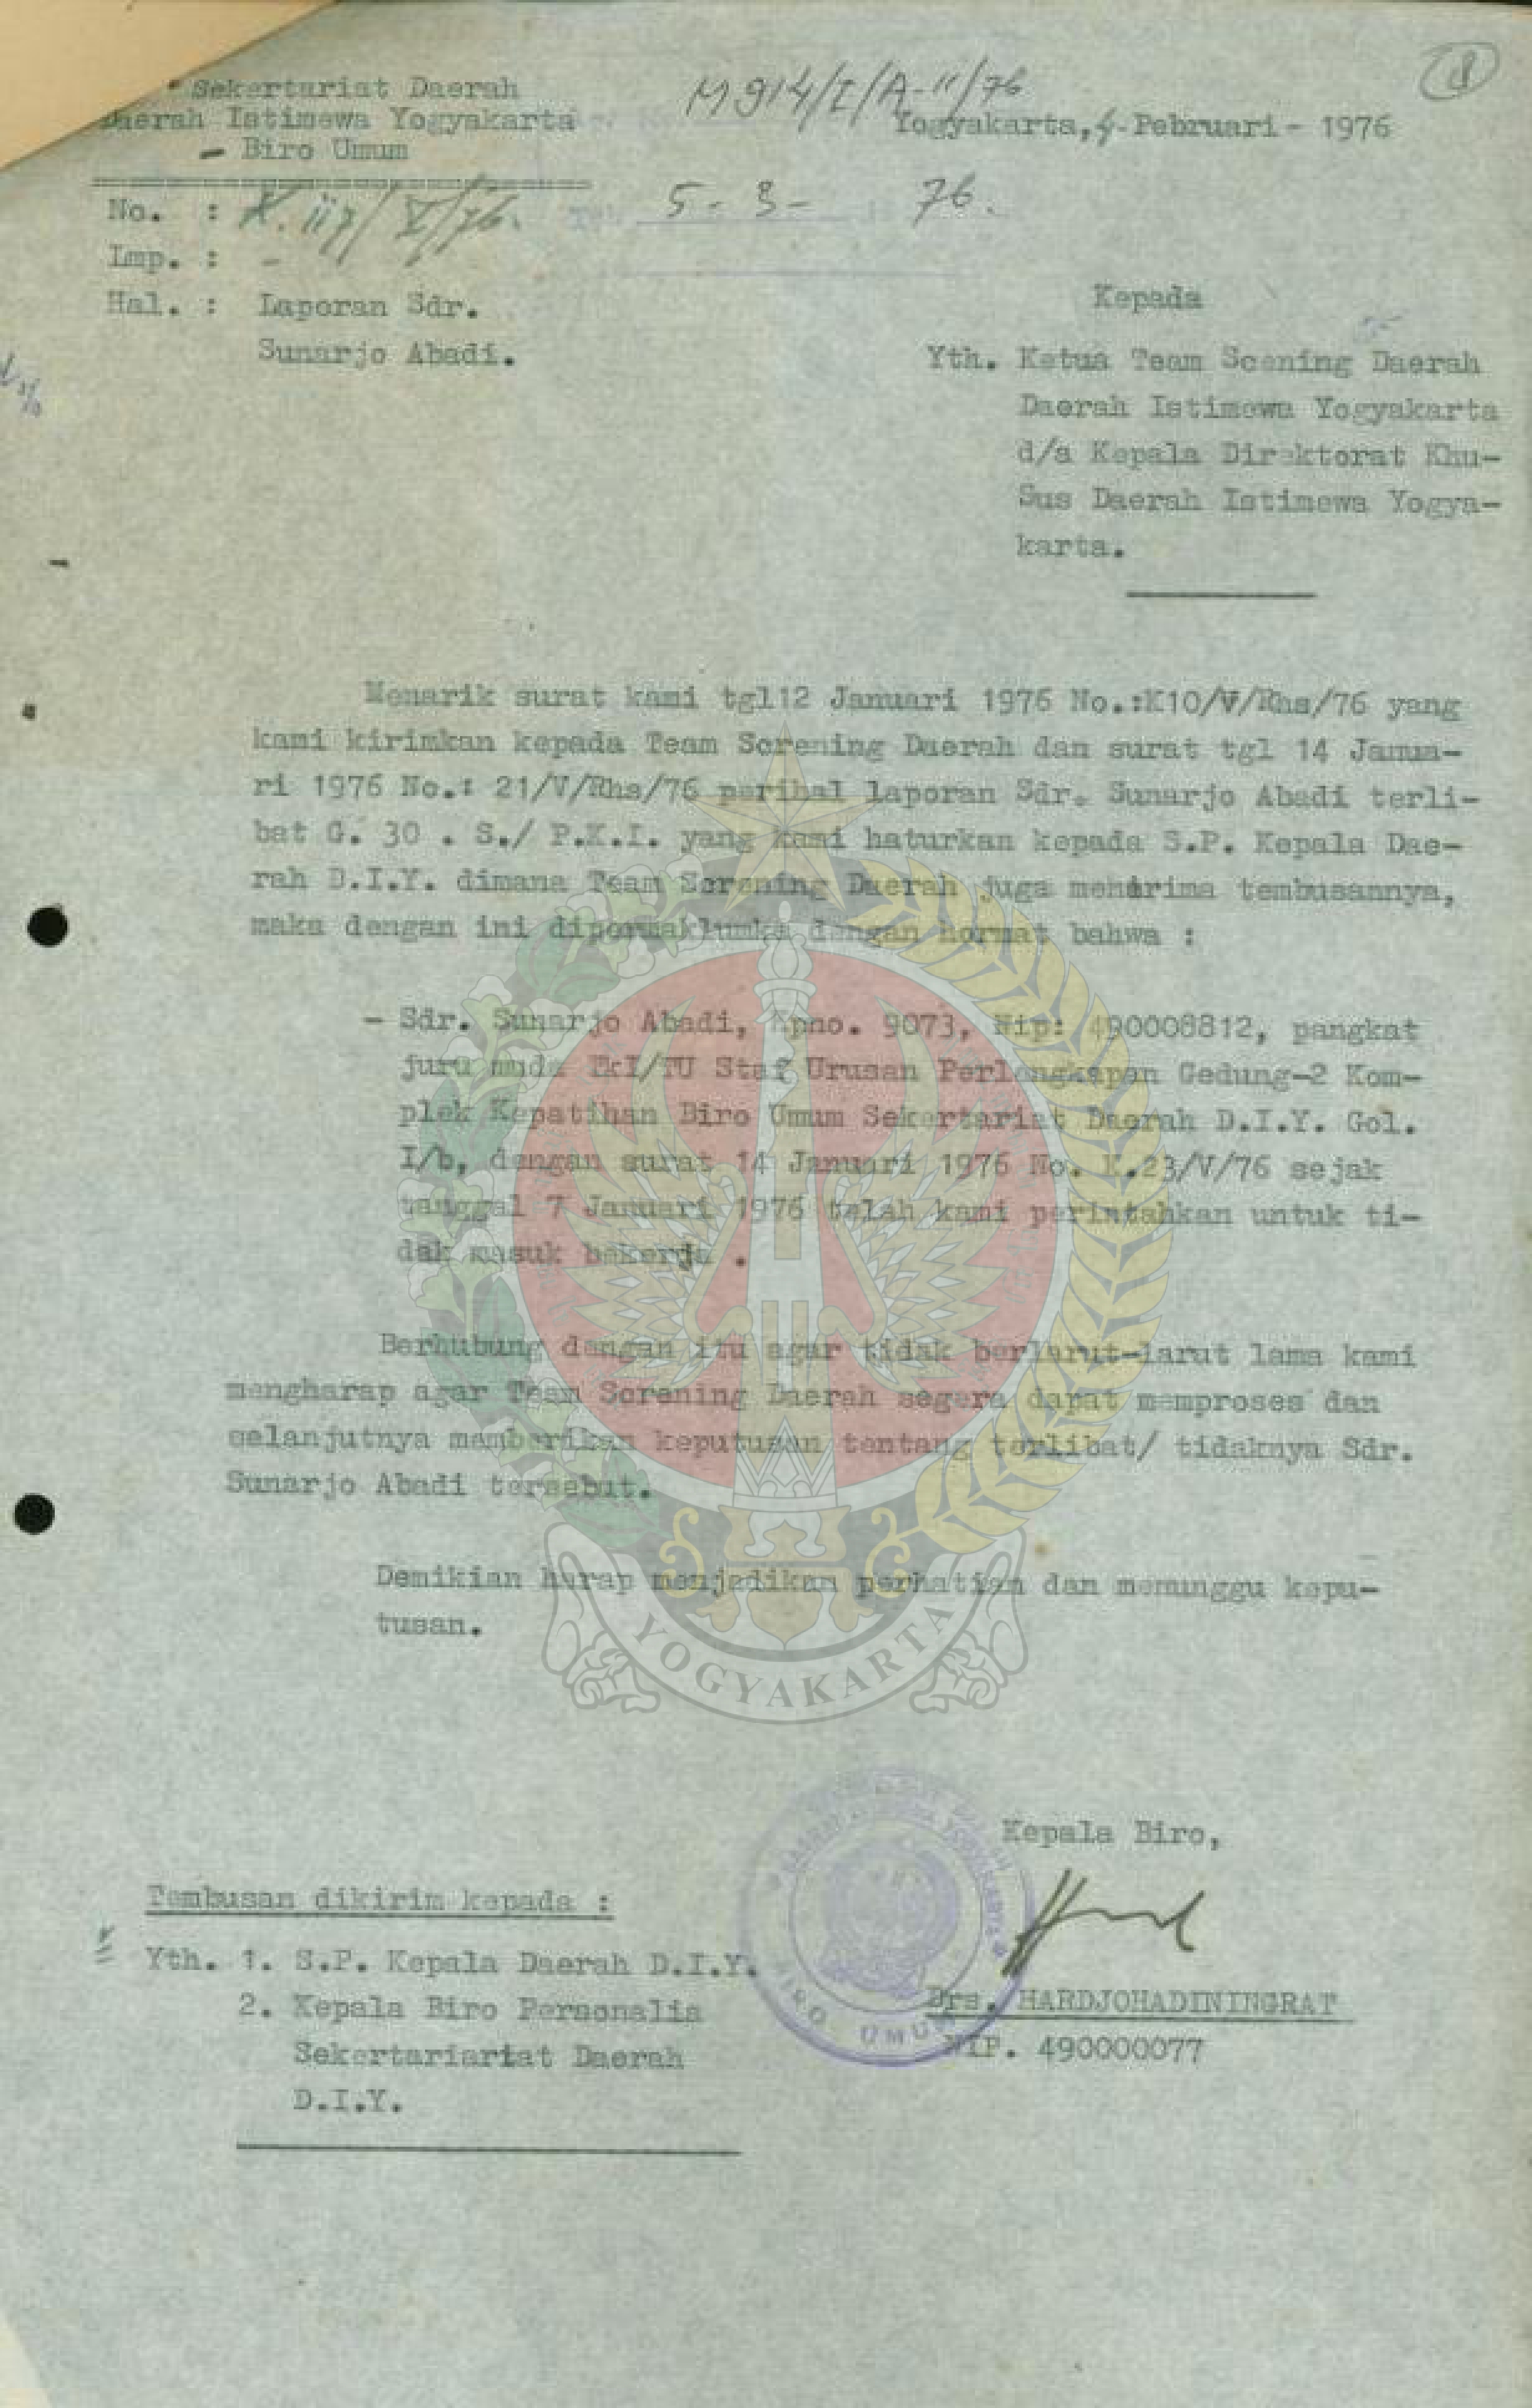 Sekertariat Daerah
Daerah Istimewa Yogyakarta
- Biro Umum
M 914/I/A-11/76
8
Yogyakarta, 4-Pebruari- 1976
No. : K. 117/V/76.
5 - 3 - 76.
Lmp. : -
Hal. : Laporan Sdr.
Sunarjo Abadi.
Kepada
Yth. Ketua Team Scening Daerah
Daerah Istimewa Yogyakarta
d/a Kepala Direktorat Khu-
Sus Daerah Istimewa Yogya-
karta.
Menarik surat kami tgl12 Januari 1976 No.:K10/V/Rhs/76 yang
kami kirimkan kepada Team Screning Daerah dan surat tgl 14 Janua-
ri 1976 No.: 21/V/Rhs/76 perihal laporan Sdr. Sunarjo Abadi terli-
bat G. 30 . S./ P.K.I. yang kami haturkan kepada S.P. Kepala Dae-
rah D.I.Y. dimana Team Screning Daerah juga menerima tembusannya,
maka dengan ini dipermaklumka dengan hormat bahwa :
- Sdr. Sunarjo Abadi, Kpno. 9073, Nip: 490008812, pangkat
juru muda TkI/TU Staf Urusan Perlengkapan Gedung-2 Kom-
plek Kepatihan Biro Umum Sekertariat Daerah D.I.Y. Gol.
I/b, dengan surat 14 Januari 1976 No. K.23/V/76 sejak
tanggal 7 Januari 1976 telah kami perintahkan untuk ti-
dak masuk bekerja .
Berhubung dengan itu agar tidak berlarut-larut lama kami
mengharap agar Team Screning Daerah segera dapat memproses dan
selanjutnya memberikan keputusan tentang terlibat/ tidaknya Sdr.
Sunarjo Abadi tersebut.
Demikian harap menjadikan perhatian dan menunggu kepu-
tusan.
YOGYAKARTA
Kepala Biro,
BIRO UMUM
Drs. HARDJOHADININGRAT
NIP. 490000077
Tembusan dikirim kepada :
Yth. 1. S.P. Kepala Daerah D.I.Y.
2. Kepala Biro Personalia
Sekertariariat Daerah
D.I.Y.